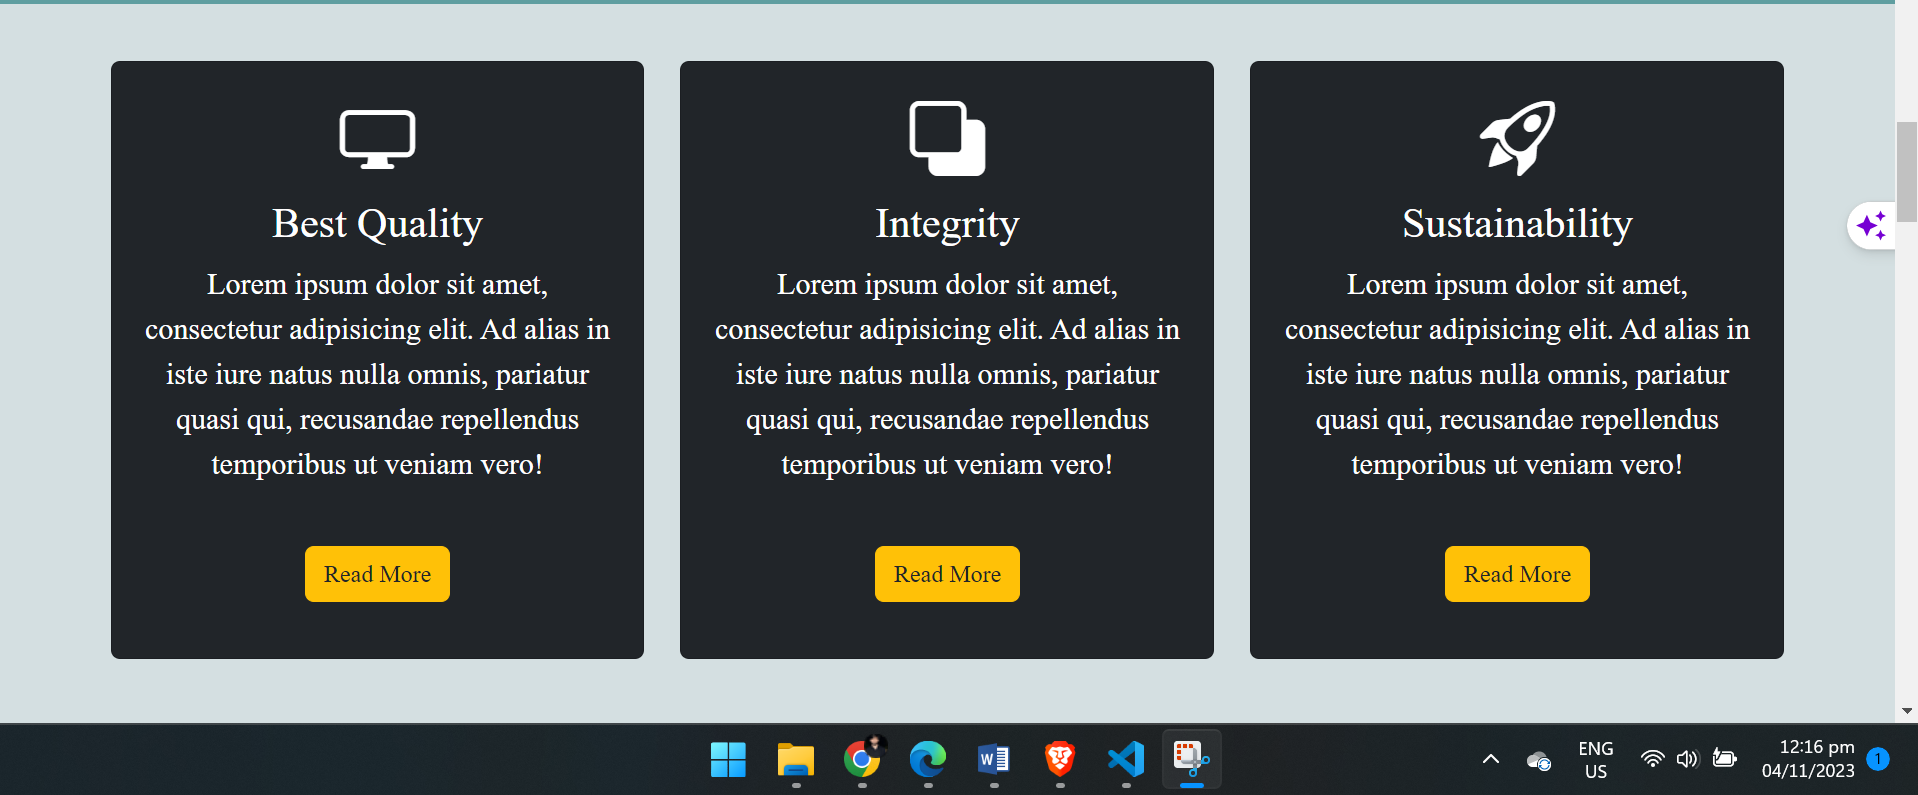 Best Quality
Lorem ipsum dolor sit amet,
consectetur adipisicing elit. Ad alias in
iste iure natus nulla omnis, pariatur
quasi qui, recusandae repellendus
temporibus ut veniam vero!
Read More
Integrity
Lorem ipsum dolor sit amet,
consectetur adipisicing elit. Ad alias in
iste iure natus nulla omnis, pariatur
quasi qui, recusandae repellendus
temporibus ut veniam vero!
Read More
Sustainability
Lorem ipsum dolor sit amet,
consectetur adipisicing elit. Ad alias in
iste iure natus nulla omnis, pariatur
quasi qui, recusandae repellendus
temporibus ut veniam vero!
Read More
W
ENG
US
12:16 pm
04/11/2023
1